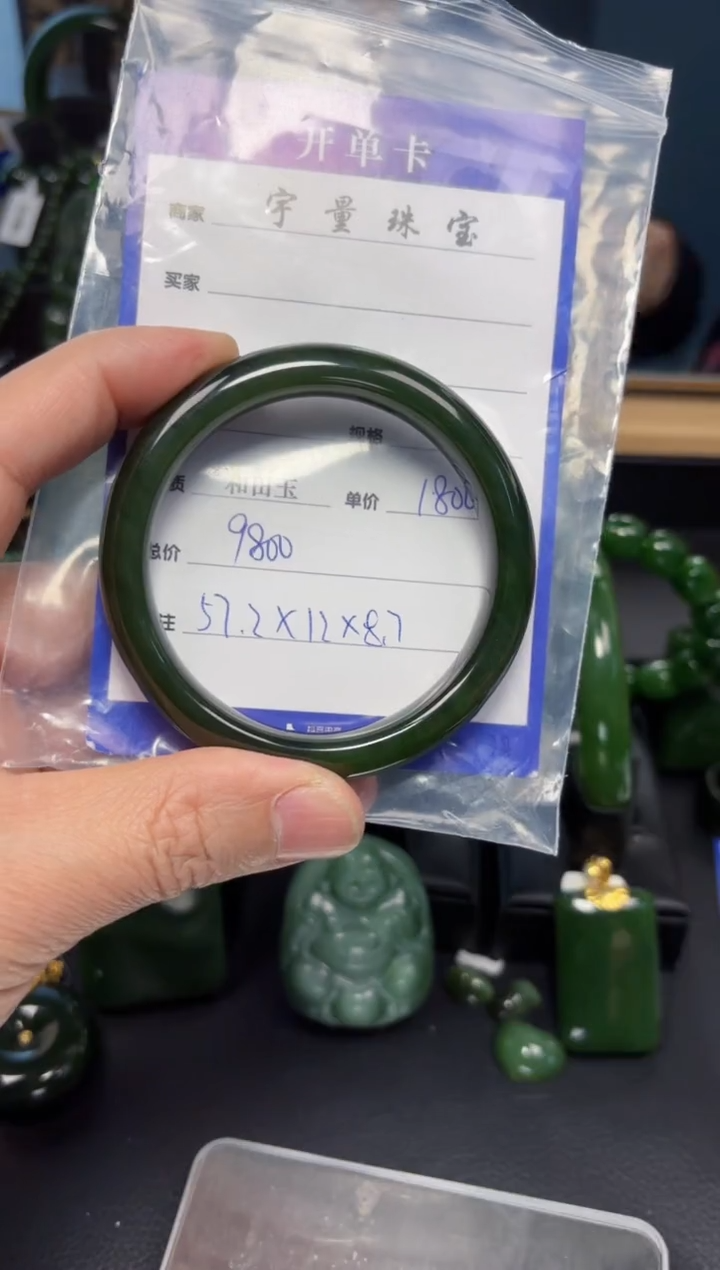 开单卡
商家 宇量珠宝
买家
规格
质 和田玉 单价 1800
总价 9800
注 57.2×12×8.7